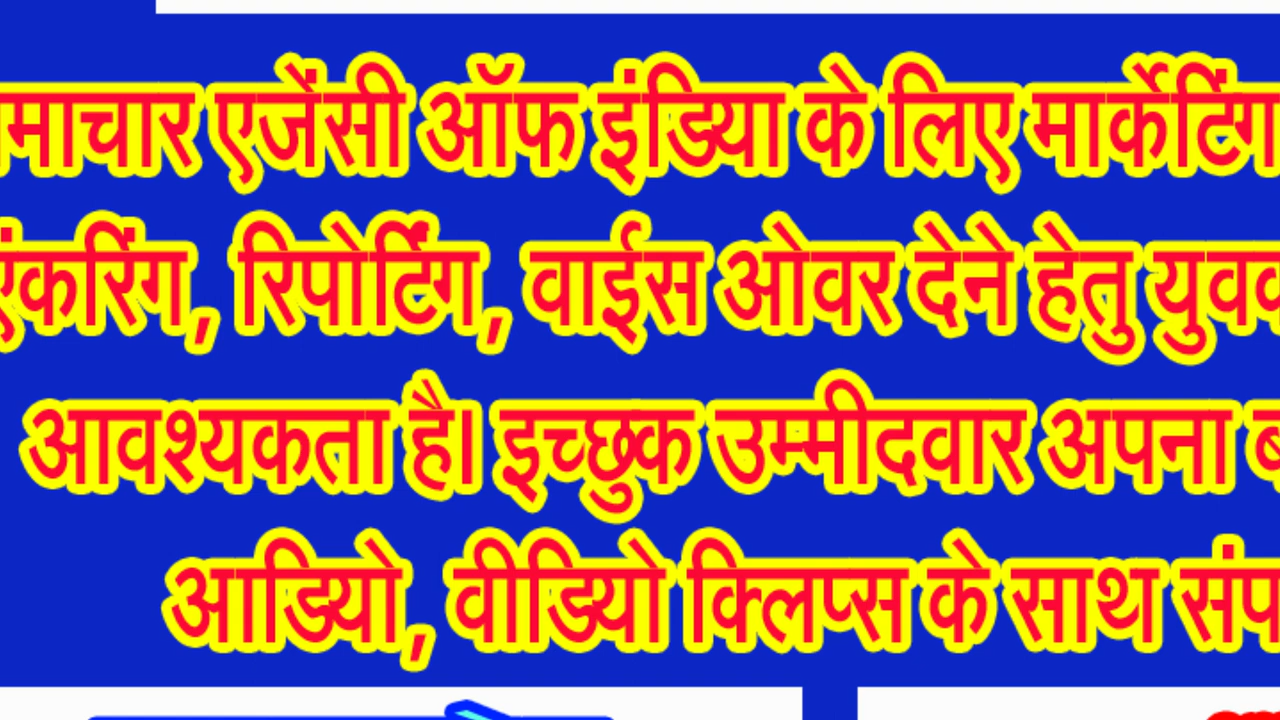 माचार एजेंसी ऑफ इंडिया के लिए मार्केटिंग
एंकरिंग, रिपोर्टिंग, वाईस ओवर देने हेतु युवक
आवश्यकता है। इच्छुक उम्मीदवार अपना
आडियो, वीडियो क्लिप्स के साथ संप